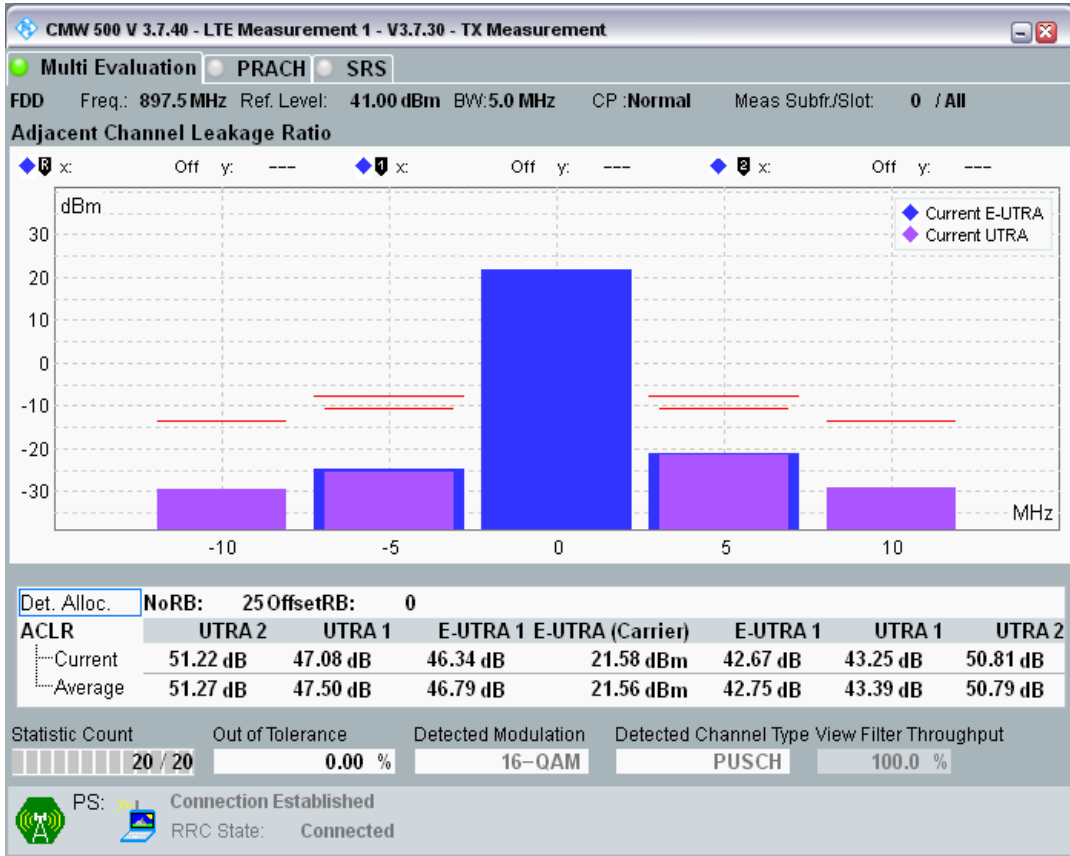 CMW 500 V 3.7.40 - LTE Measurement 1 - V3.7.30 - TX Measurement
Multi Evaluation PRACH SRS
FDD Freq.: 897.5 MHz Ref. Level: 41.00 dBm BW: 5.0 MHz CP : Normal Meas Subfr./Slot: 0 / All
Adjacent Channel Leakage Ratio
R x: Off y: --- 1 x: Off y: --- 2 x: Off y: ---
dBm
Current E-UTRA
Current UTRA
30
20
10
0
-10
-20
-30
MHz
-10 -5 0 5 10
Det. Alloc. NoRB: 25 OffsetRB: 0
ACLR UTRA 2 UTRA 1 E-UTRA 1 E-UTRA (Carrier) E-UTRA 1 UTRA 1 UTRA 2
Current 51.22 dB 47.08 dB 46.34 dB 21.58 dBm 42.67 dB 43.25 dB 50.81 dB
Average 51.27 dB 47.50 dB 46.79 dB 21.56 dBm 42.75 dB 43.39 dB 50.79 dB
Statistic Count Out of Tolerance Detected Modulation Detected Channel Type View Filter Throughput
20 / 20 0.00 % 16-QAM PUSCH 100.0 %
PS: Connection Established
RRC State: Connected